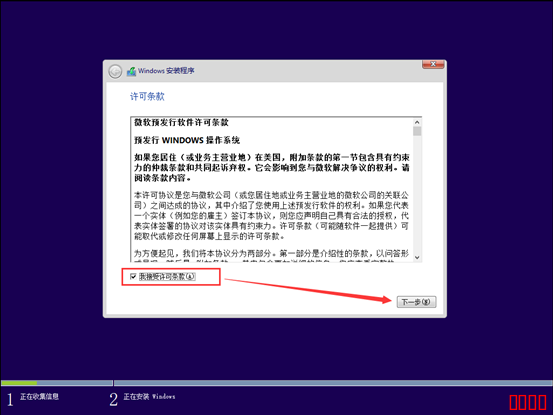 Windows 安装程序
许可条款
微软预发行软件许可条款
预发行 WINDOWS 操作系统
如果您居住（或业务主营业地）在美国，附加条款的第一节包含具有约束
力的仲裁条款和共同起诉弃权。它会影响到您与微软解决争议的权利。请
阅读条款内容。
本许可协议是您与微软公司（或您居住地或业务主营业地的微软公司的关联公
司）之间达成的协议，其中介绍了您使用上述预发行软件的权利。如果您代表
一个实体（例如您的雇主）签订本协议，则您应声明自己具有合法的授权，代
表实体签署的协议对该实体具有约束力。许可条款（可能随软件一起提供）可
能取代或修改任何屏幕上显示的许可条款。
为方便起见，我们将本协议分为两部分。第一部分是介绍性的条款，以问答形
我接受许可条款(A)
下一步(N)
1 正在收集信息
2 正在安装 Windows